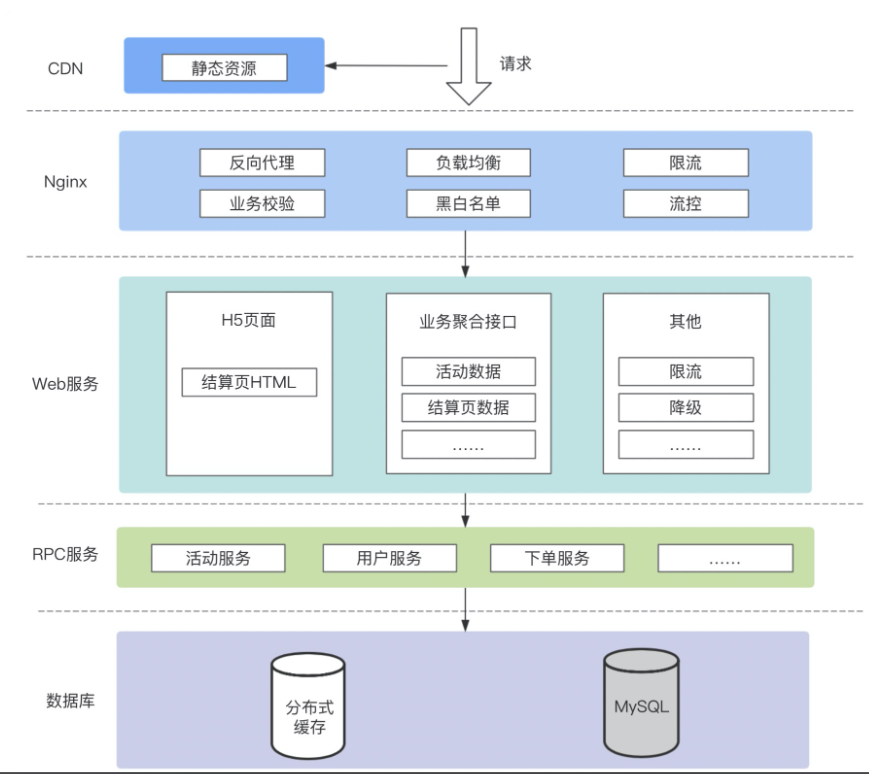 CDN
静态资源
请求
Nginx
反向代理
负载均衡
限流
业务校验
黑白名单
流控
Web服务
H5页面
结算页HTML
业务聚合接口
活动数据
结算页数据
……
其他
限流
降级
……
RPC服务
活动服务
用户服务
下单服务
……
数据库
分布式
缓存
MySQL